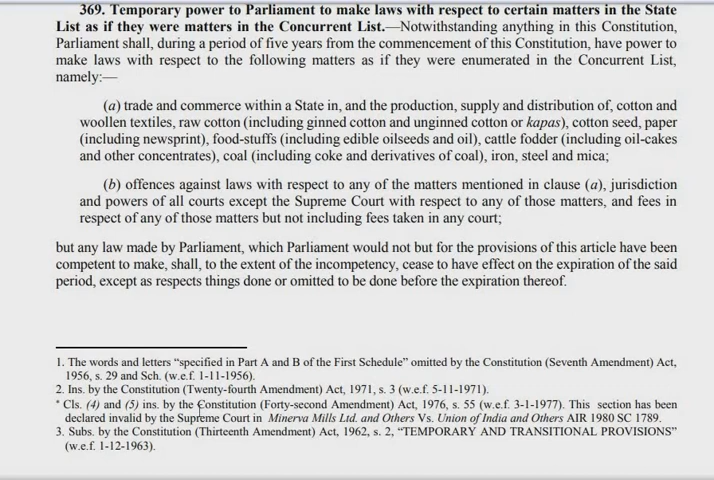 369. Temporary power to Parliament to make laws with respect to certain matters in the State
List as if they were matters in the Concurrent List.—Notwithstanding anything in this Constitution,
Parliament shall, during a period of five years from the commencement of this Constitution, have power to
make laws with respect to the following matters as if they were enumerated in the Concurrent List,
namely:—
(a) trade and commerce within a State in, and the production, supply and distribution of, cotton and
woollen textiles, raw cotton (including ginned cotton and unginned cotton or kapas), cotton seed, paper
(including newsprint), food-stuffs (including edible oilseeds and oil), cattle fodder (including oil-cakes
and other concentrates), coal (including coke and derivatives of coal), iron, steel and mica;
(b) offences against laws with respect to any of the matters mentioned in clause (a), jurisdiction
and powers of all courts except the Supreme Court with respect to any of those matters, and fees in
respect of any of those matters but not including fees taken in any court;
but any law made by Parliament, which Parliament would not but for the provisions of this article have been
competent to make, shall, to the extent of the incompetency, cease to have effect on the expiration of the said
period, except as respects things done or omitted to be done before the expiration thereof.
1. The words and letters “specified in Part A and B of the First Schedule” omitted by the Constitution (Seventh Amendment) Act,
1956, s. 29 and Sch. (w.e.f. 1-11-1956).
2. Ins. by the Constitution (Twenty-fourth Amendment) Act, 1971, s. 3 (w.e.f. 5-11-1971).
* Cls. (4) and (5) ins. by the Constitution (Forty-second Amendment) Act, 1976, s. 55 (w.e.f. 3-1-1977). This section has been
declared invalid by the Supreme Court in Minerva Mills Ltd. and Others Vs. Union of India and Others AIR 1980 SC 1789.
3. Subs. by the Constitution (Thirteenth Amendment) Act, 1962, s. 2, “TEMPORARY AND TRANSITIONAL PROVISIONS”
(w.e.f. 1-12-1963).